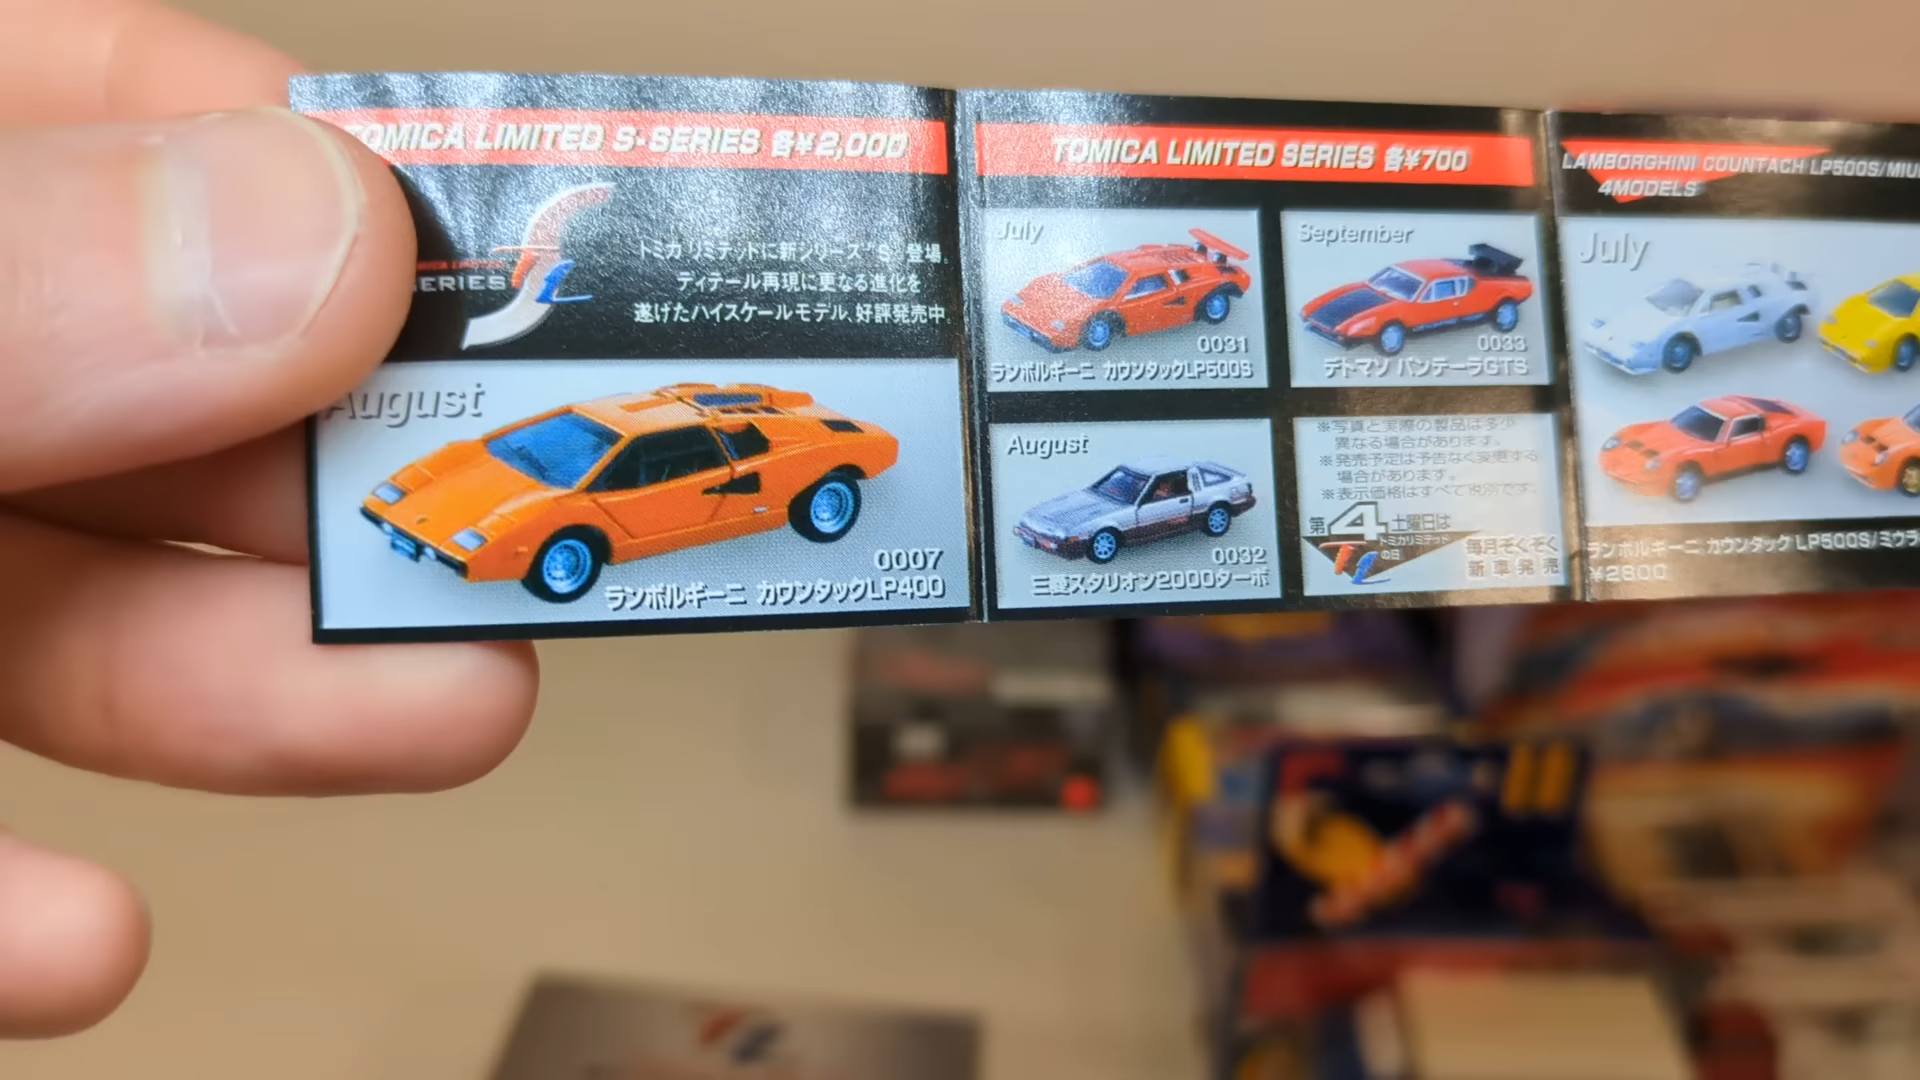 TOMICA LIMITED S-SERIES 各¥2,000
SERIES
トミカ リミテッドに新シリーズ“S”登場。
ディテール再現に更なる進化を
遂げたハイスケールモデル、好評発売中。
August
0007
ランボルギーニ カウンタックLP400
TOMICA LIMITED SERIES 各¥700
July
0031
ランボルギーニ カウンタックLP500S
September
0033
デトマソ パンテーラGTS
August
0032
三菱スタリオン2000ターボ
※写真と実際の製品は多少
異なる場合があります。
※発売予定は予告なく変更する
場合があります。
※表示価格はすべて税別です。
第4土曜日は
トミカリミテッド
の日
TL
毎月ぞくぞく
新車発売
LAMBORGHINI COUNTACH LP500S/MIU
4MODELS
July
ランボルギーニ カウンタック LP500S/ミウラ
¥2800